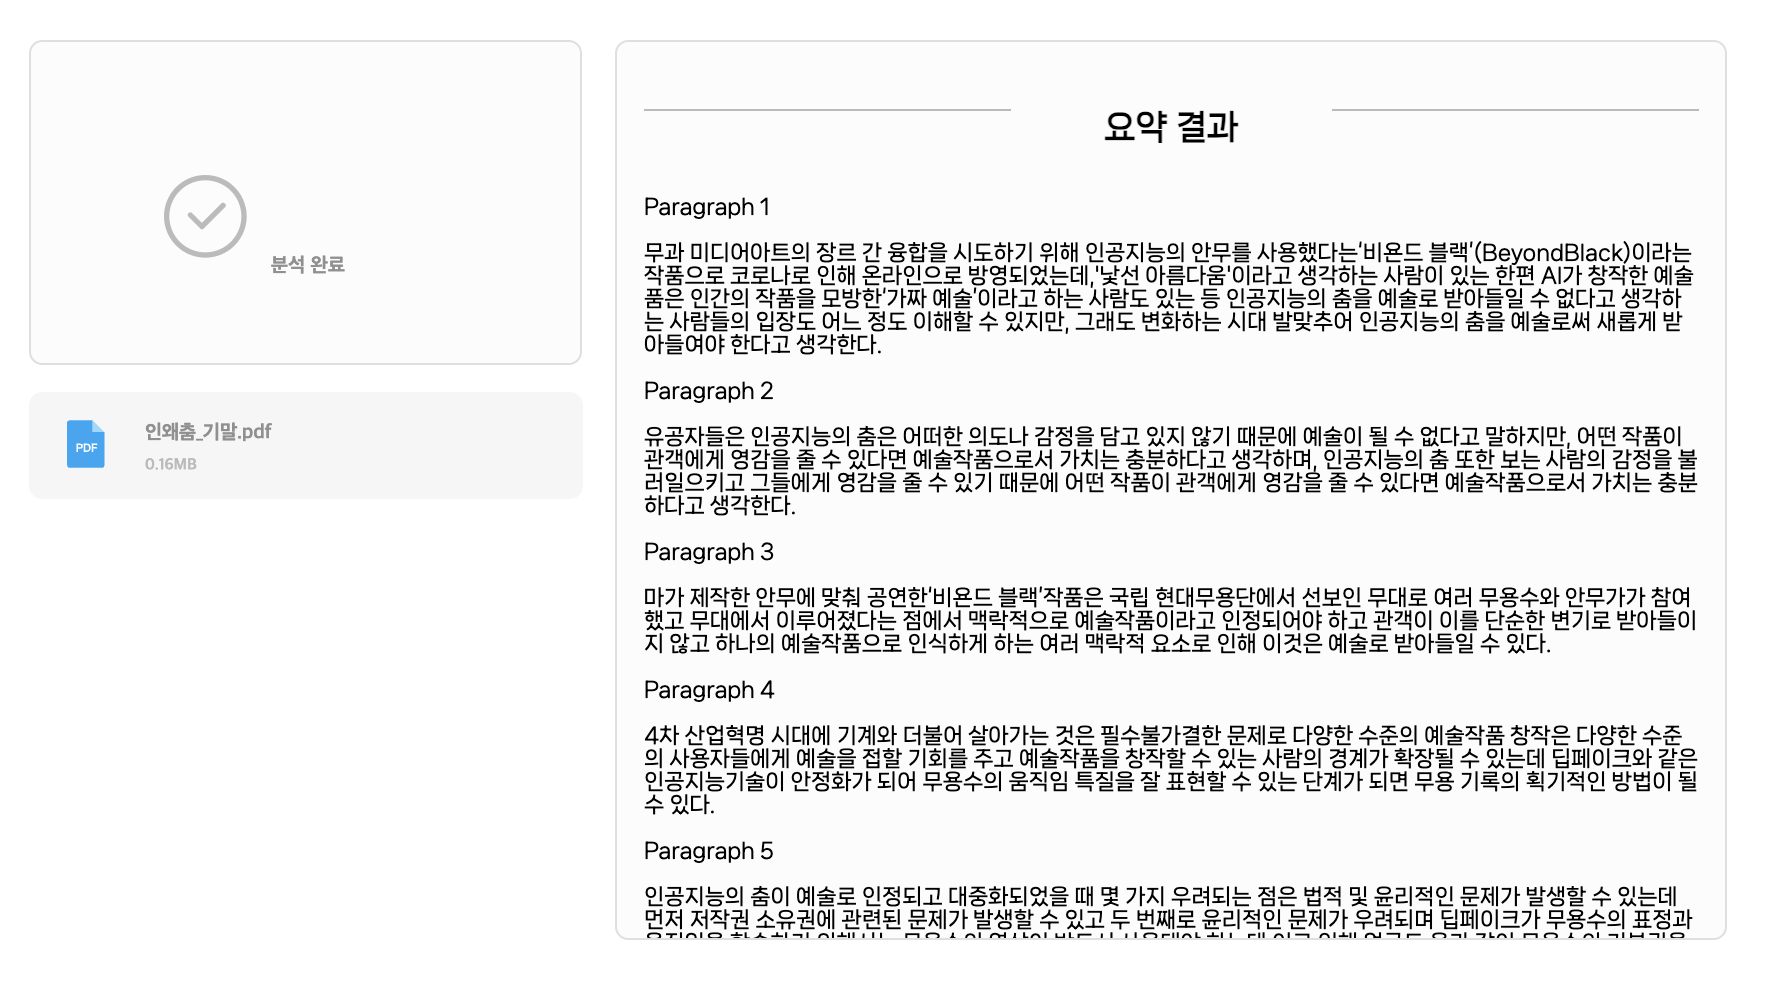 분석 완료
PDF
인왜춤_기말.pdf
0.16MB
요약 결과
Paragraph 1
무과 미디어아트의 장르 간 융합을 시도하기 위해 인공지능의 안무를 사용했다는'비욘드 블랙'(BeyondBlack)이라는
작품으로 코로나로 인해 온라인으로 방영되었는데,'낯선 아름다움'이라고 생각하는 사람이 있는 한편 AI가 창작한 예술
품은 인간의 작품을 모방한'가짜 예술'이라고 하는 사람도 있는 등 인공지능의 춤을 예술로 받아들일 수 없다고 생각하
는 사람들의 입장도 어느 정도 이해할 수 있지만, 그래도 변화하는 시대 발맞추어 인공지능의 춤을 예술로써 새롭게 받
아들여야 한다고 생각한다.
Paragraph 2
유공자들은 인공지능의 춤은 어떠한 의도나 감정을 담고 있지 않기 때문에 예술이 될 수 없다고 말하지만, 어떤 작품이
관객에게 영감을 줄 수 있다면 예술작품으로서 가치는 충분하다고 생각하며, 인공지능의 춤 또한 보는 사람의 감정을 불
러일으키고 그들에게 영감을 줄 수 있기 때문에 어떤 작품이 관객에게 영감을 줄 수 있다면 예술작품으로서 가치는 충분
하다고 생각한다.
Paragraph 3
마가 제작한 안무에 맞춰 공연한'비욘드 블랙'작품은 국립 현대무용단에서 선보인 무대로 여러 무용수와 안무가가 참여
했고 무대에서 이루어졌다는 점에서 맥락적으로 예술작품이라고 인정되어야 하고 관객이 이를 단순한 변기로 받아들이
지 않고 하나의 예술작품으로 인식하게 하는 여러 맥락적 요소로 인해 이것은 예술로 받아들일 수 있다.
Paragraph 4
4차 산업혁명 시대에 기계와 더불어 살아가는 것은 필수불가결한 문제로 다양한 수준의 예술작품 창작은 다양한 수준
의 사용자들에게 예술을 접할 기회를 주고 예술작품을 창작할 수 있는 사람의 경계가 확장될 수 있는데 딥페이크와 같은
인공지능기술이 안정화가 되어 무용수의 움직임 특질을 잘 표현할 수 있는 단계가 되면 무용 기록의 획기적인 방법이 될
수 있다.
Paragraph 5
인공지능의 춤이 예술로 인정되고 대중화되었을 때 몇 가지 우려되는 점은 법적 및 윤리적인 문제가 발생할 수 있는데
먼저 저작권 소유권에 관련된 문제가 발생할 수 있고 두 번째로 윤리적인 문제가 우려되며 딥페이크가 무용수의 표정과